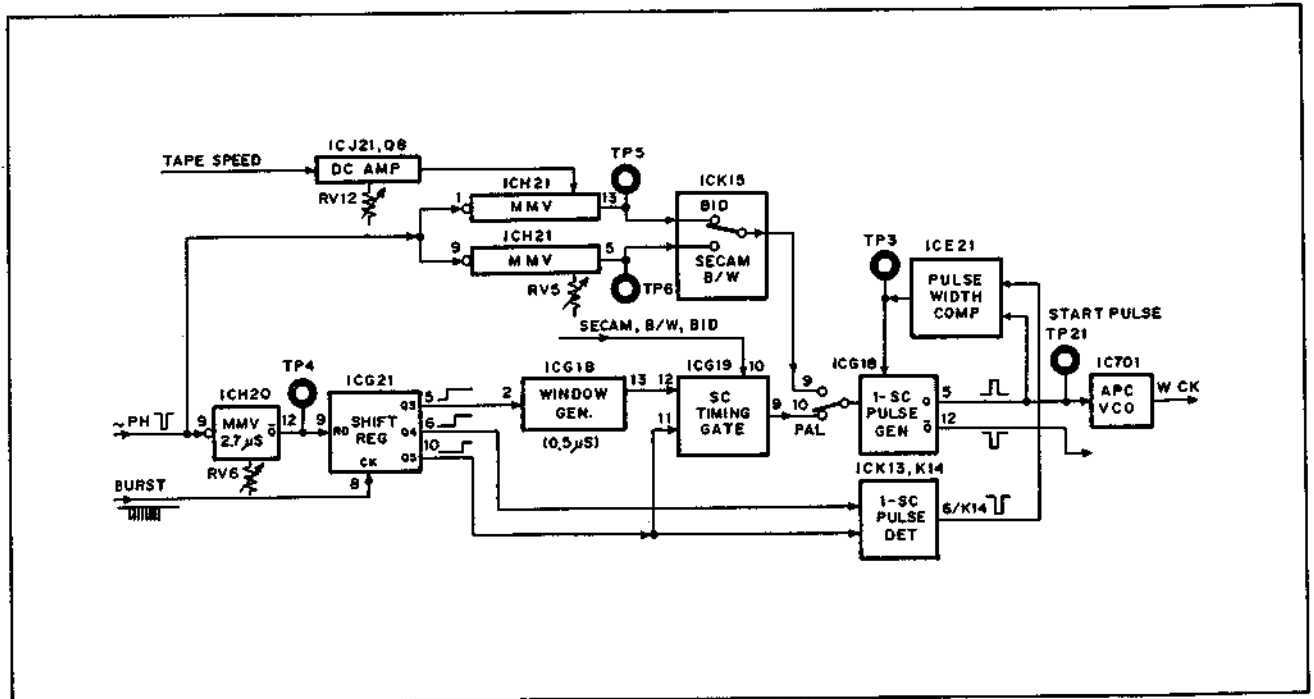 ICJ21, Q8
TAPE SPEED
DC AMP
RV12
ICH21
1
MMV
13
TP5
ICH21
9
MMV
5
RV5
TP6
ICK15
BID
SECAM
B/W
SECAM, B/W, BID
TP3
ICE21
PULSE
WIDTH
COMP
START PULSE
TP21
TP4
ICH20
~PH
9
MMV
2.7µS
Q̅
12
RV6
BURST
ICG21
9
RD
SHIFT
REG
CK
8
Q3
5
Q4
6
Q5
10
ICG18
2
WINDOW
GEN.
13
(0.5µS)
ICG19
10
12
11
SC
TIMING
GATE
9
9
10
PAL
ICG18
1-SC
PULSE
GEN
Q
5
Q̅
12
IC701
APC
VCO
W CK
ICK13, K14
1-SC
PULSE
DET
6/K14